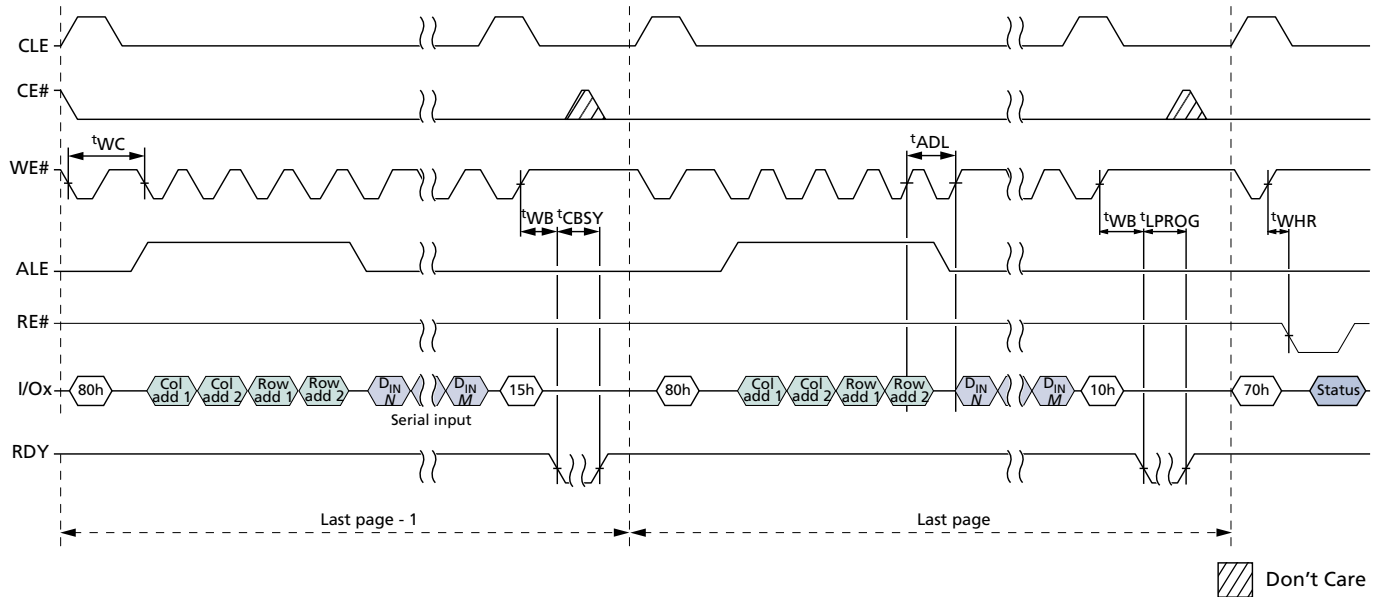 CLE
CE#
tWC
tADL
WE#
tWB tCBSY
tWB tLPROG
tWHR
ALE
RE#
I/Ox
80h
Col add 1
Col add 2
Row add 1
Row add 2
DIN N
DIN M
15h
80h
Col add 1
Col add 2
Row add 1
Row add 2
DIN N
DIN M
10h
70h
Status
Serial input
RDY
Last page - 1
Last page
Don’t Care